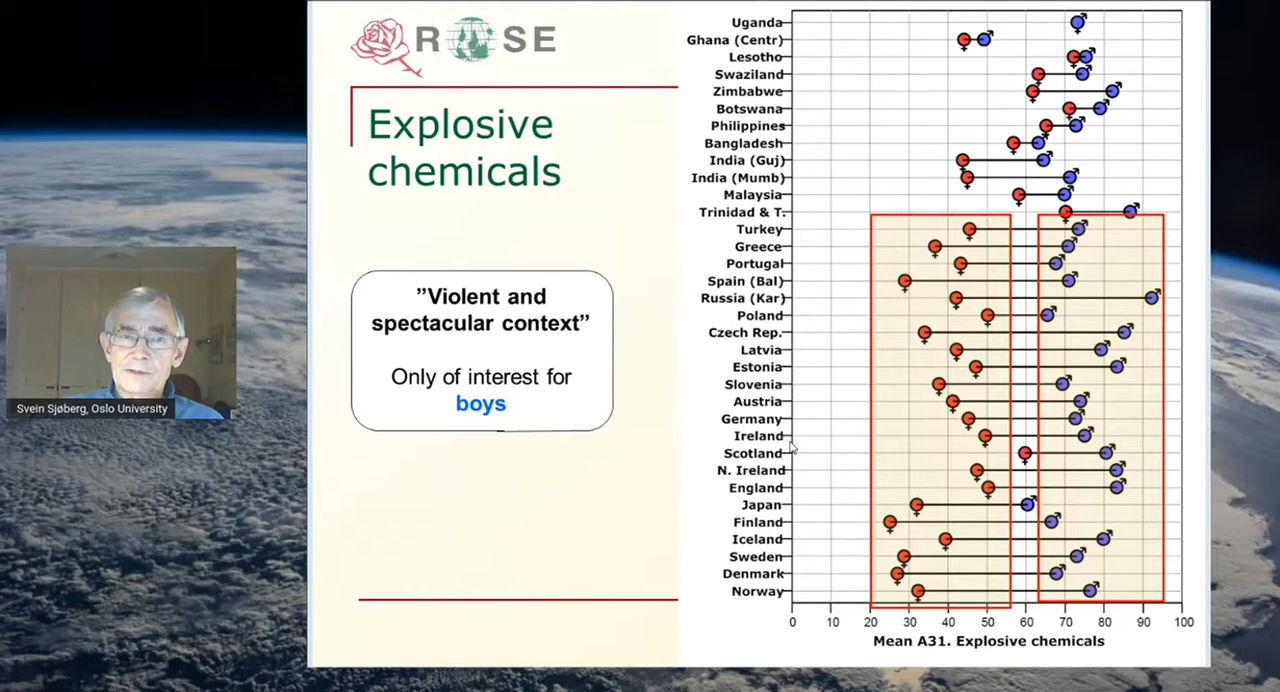 ROSE
Explosive
chemicals
”Violent and
spectacular context”
Only of interest for
boys
Svein Sjøberg, Oslo University
Uganda
Ghana (Centr)
Lesotho
Swaziland
Zimbabwe
Botswana
Philippines
Bangladesh
India (Guj)
India (Mumb)
Malaysia
Trinidad & T.
Turkey
Greece
Portugal
Spain (Bal)
Russia (Kar)
Poland
Czech Rep.
Latvia
Estonia
Slovenia
Austria
Germany
Ireland
Scotland
N. Ireland
England
Japan
Finland
Iceland
Sweden
Denmark
Norway
0 10 20 30 40 50 60 70 80 90 100
Mean A31. Explosive chemicals